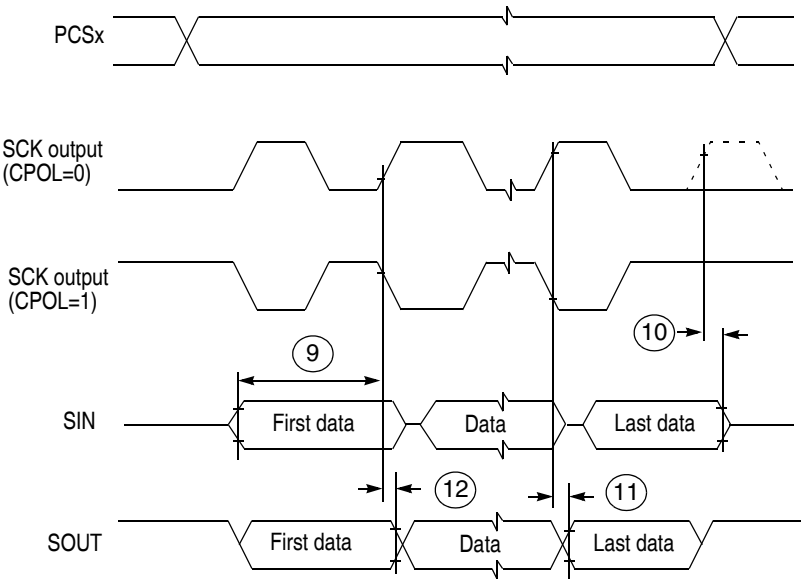 PCSx
SCK output
(CPOL=0)
SCK output
(CPOL=1)
10
9
SIN
First data
Data
Last data
12
11
SOUT
First data
Data
Last data